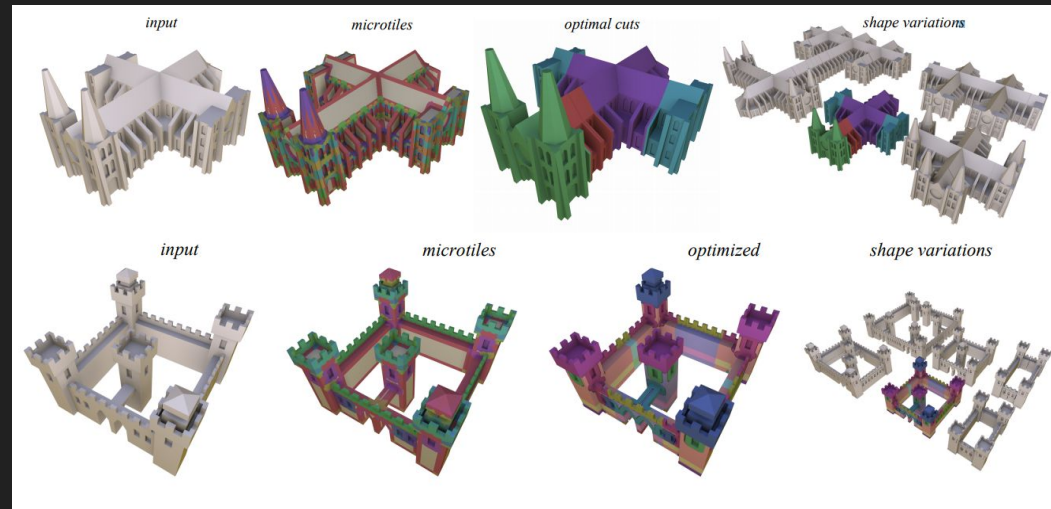 input
microtiles
optimal cuts
shape variations
input
microtiles
optimized
shape variations